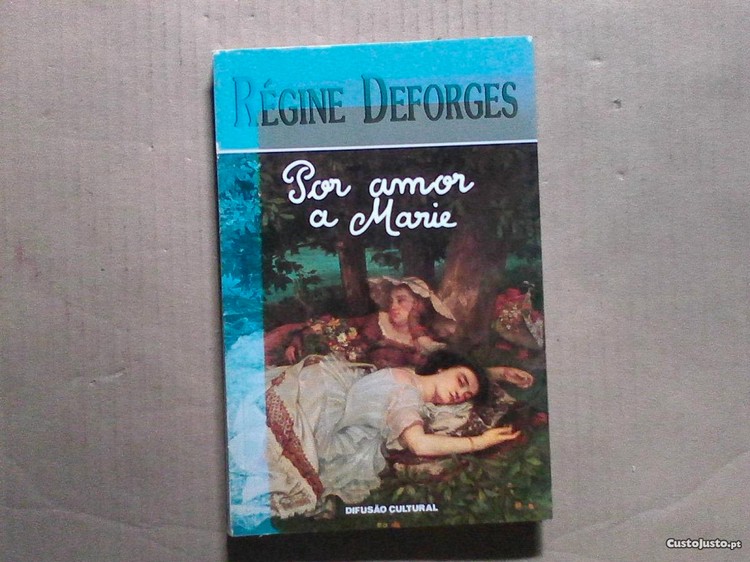 RÉGINE DEFORGES
Por amor
a Marie
DIFUSÃO CULTURAL
CustoJusto.pt